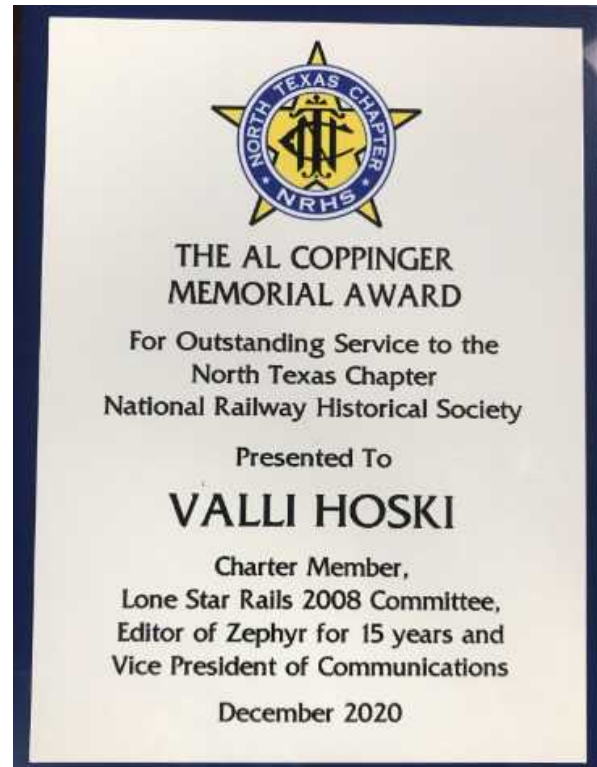 NORTH TEXAS CHAPTER
NRHS
THE AL COPPINGER
MEMORIAL AWARD
For Outstanding Service to the
North Texas Chapter
National Railway Historical Society
Presented To
VALLI HOSKI
Charter Member,
Lone Star Rails 2008 Committee,
Editor of Zephyr for 15 years and
Vice President of Communications
December 2020